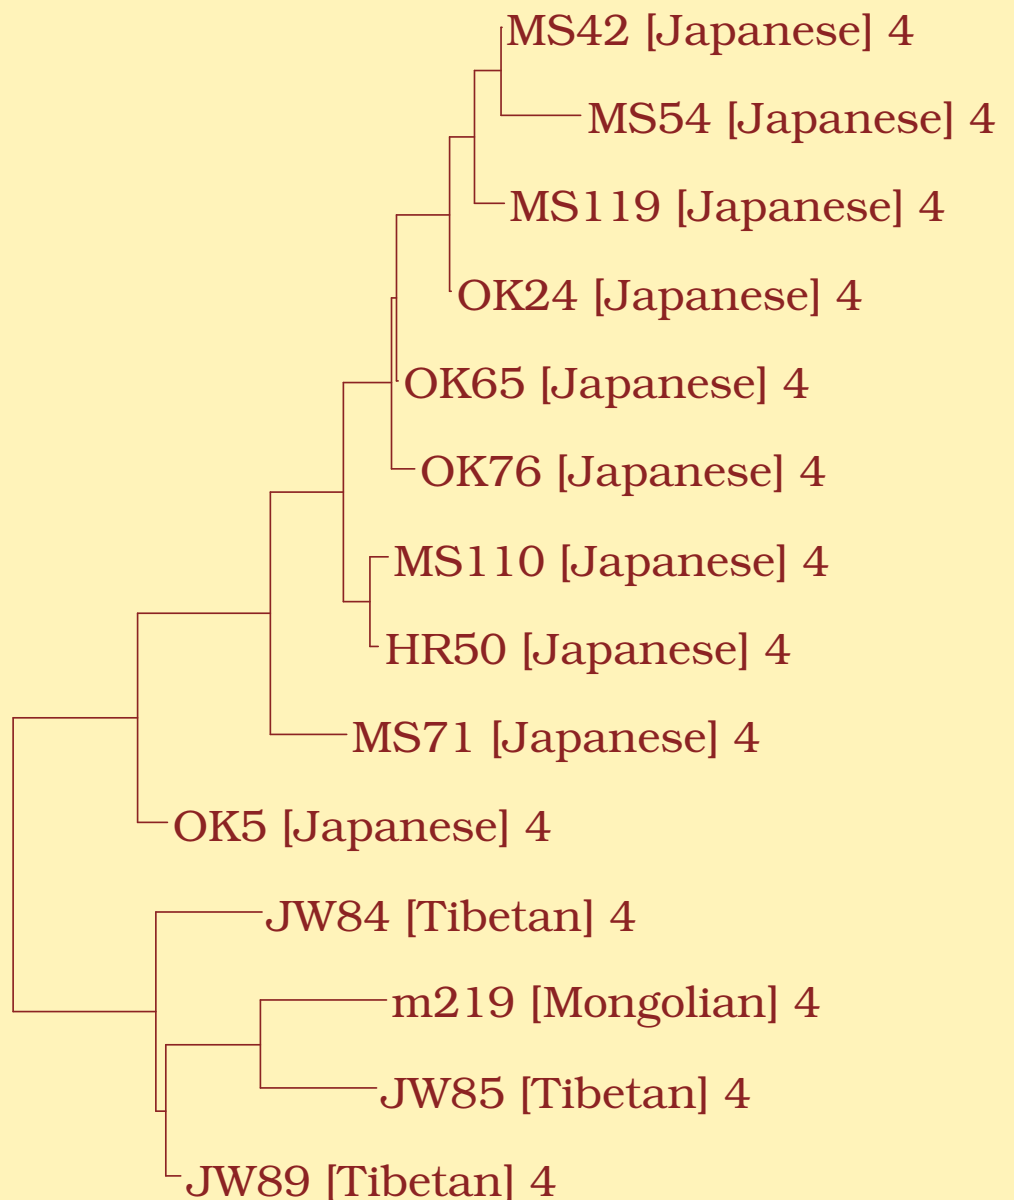 MS42 [Japanese] 4
MS54 [Japanese] 4
MS119 [Japanese] 4
OK24 [Japanese] 4
OK65 [Japanese] 4
OK76 [Japanese] 4
MS110 [Japanese] 4
HR50 [Japanese] 4
MS71 [Japanese] 4
OK5 [Japanese] 4
JW84 [Tibetan] 4
m219 [Mongolian] 4
JW85 [Tibetan] 4
JW89 [Tibetan] 4